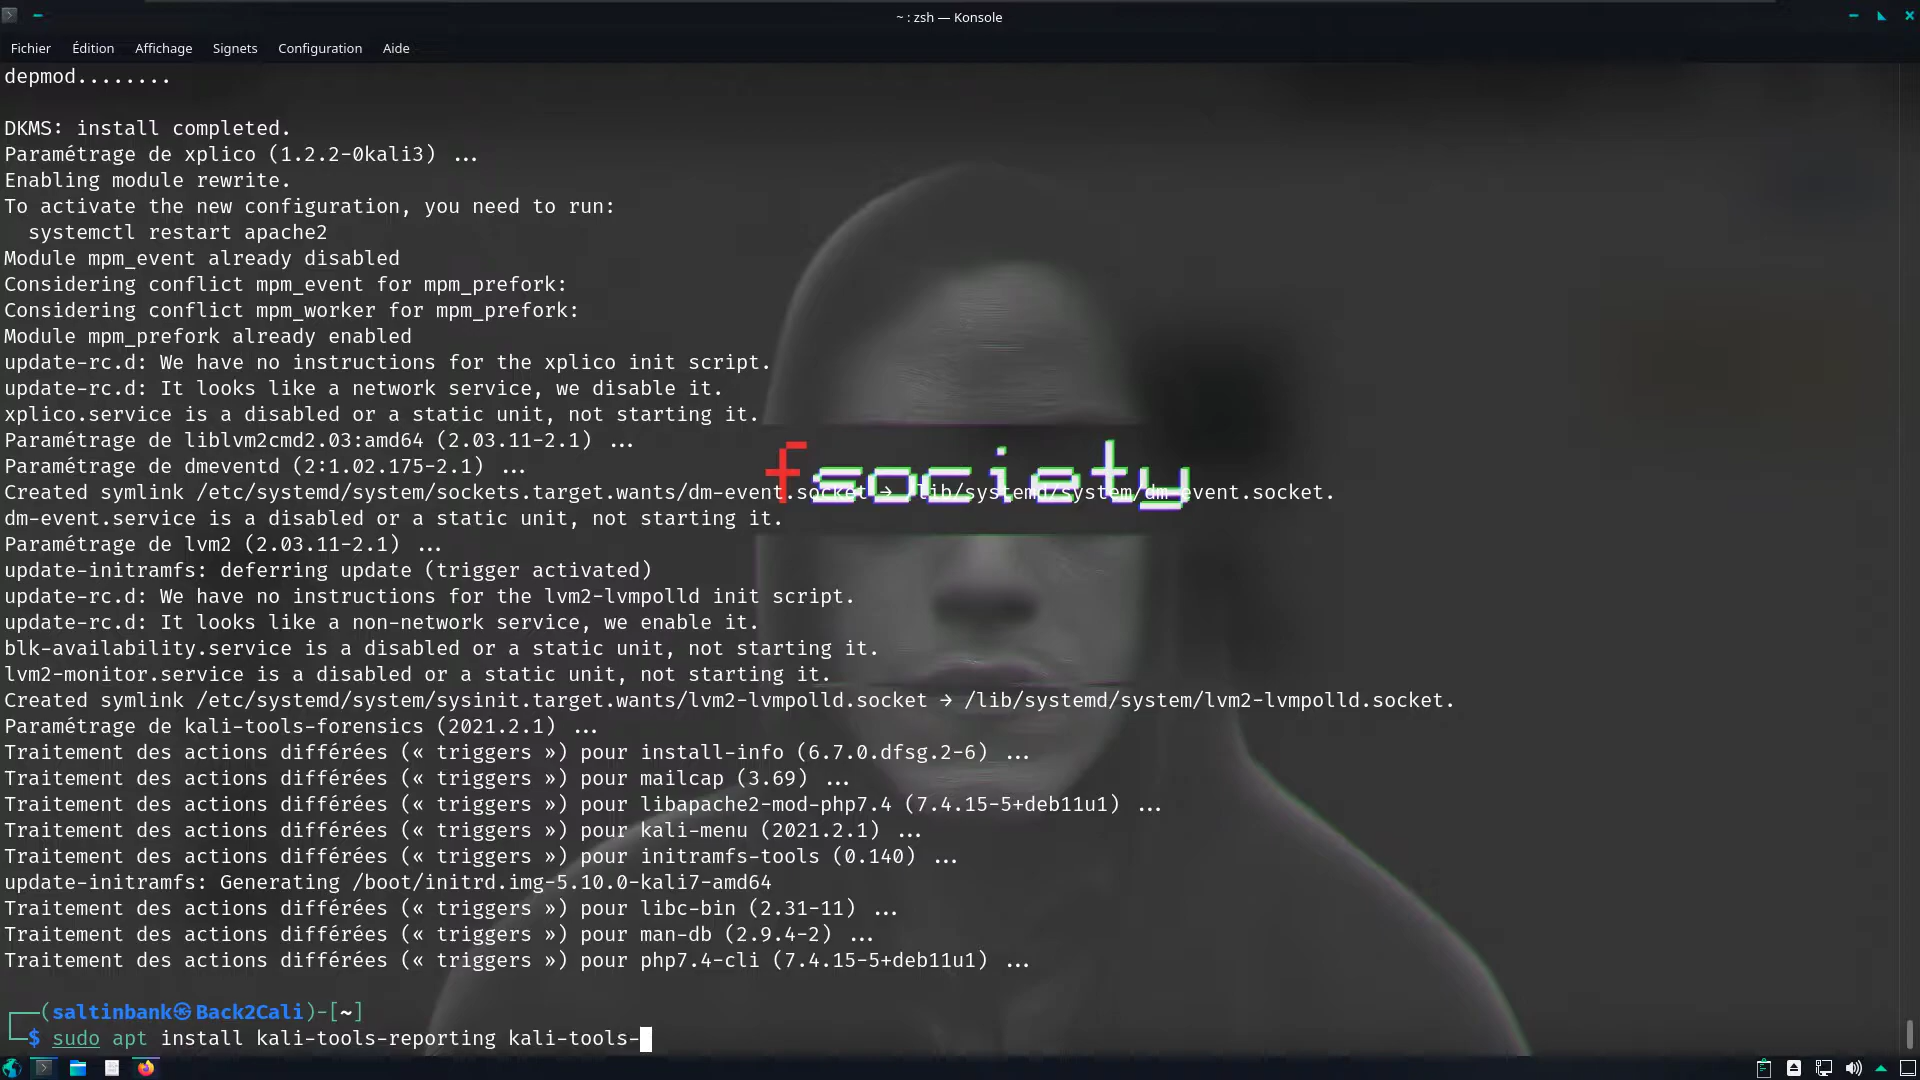 ~ : zsh — Konsole
Fichier Édition Affichage Signets Configuration Aide
depmod........
DKMS: install completed.
Paramétrage de xplico (1.2.2-0kali3) ...
Enabling module rewrite.
To activate the new configuration, you need to run:
systemctl restart apache2
Module mpm_event already disabled
Considering conflict mpm_event for mpm_prefork:
Considering conflict mpm_worker for mpm_prefork:
Module mpm_prefork already enabled
update-rc.d: We have no instructions for the xplico init script.
update-rc.d: It looks like a network service, we disable it.
xplico.service is a disabled or a static unit, not starting it.
Paramétrage de liblvm2cmd2.03:amd64 (2.03.11-2.1) ...
Paramétrage de dmeventd (2:1.02.175-2.1) ...
fsociety
Created symlink /etc/systemd/system/sockets.target.wants/dm-event.socket → /lib/systemd/system/dm-event.socket.
dm-event.service is a disabled or a static unit, not starting it.
Paramétrage de lvm2 (2.03.11-2.1) ...
update-initramfs: deferring update (trigger activated)
update-rc.d: We have no instructions for the lvm2-lvmpolld init script.
update-rc.d: It looks like a non-network service, we enable it.
blk-availability.service is a disabled or a static unit, not starting it.
lvm2-monitor.service is a disabled or a static unit, not starting it.
Created symlink /etc/systemd/system/sysinit.target.wants/lvm2-lvmpolld.socket → /lib/systemd/system/lvm2-lvmpolld.socket.
Paramétrage de kali-tools-forensics (2021.2.1) ...
Traitement des actions différées (« triggers ») pour install-info (6.7.0.dfsg.2-6) ...
Traitement des actions différées (« triggers ») pour mailcap (3.69) ...
Traitement des actions différées (« triggers ») pour libapache2-mod-php7.4 (7.4.15-5+deb11u1) ...
Traitement des actions différées (« triggers ») pour kali-menu (2021.2.1) ...
Traitement des actions différées (« triggers ») pour initramfs-tools (0.140) ...
update-initramfs: Generating /boot/initrd.img-5.10.0-kali7-amd64
Traitement des actions différées (« triggers ») pour libc-bin (2.31-11) ...
Traitement des actions différées (« triggers ») pour man-db (2.9.4-2) ...
Traitement des actions différées (« triggers ») pour php7.4-cli (7.4.15-5+deb11u1) ...
┌──(saltinbank㉿Back2Cali)-[~]
└─$ sudo apt install kali-tools-reporting kali-tools-